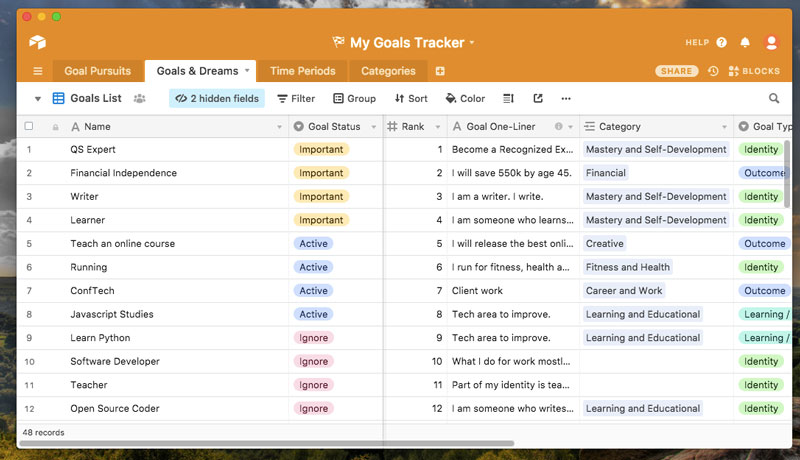 My Goals Tracker
HELP
Goal Pursuits Goals & Dreams Time Periods Categories SHARE BLOCKS
Goals List 2 hidden fields Filter Group Sort Color
Name Goal Status Rank Goal One-Liner Category Goal Typ
1 QS Expert Important 1 Become a Recognized Ex... Mastery and Self-Development Identity
2 Financial Independence Important 2 I will save 550k by age 45. Financial Outcome
3 Writer Important 3 I am a writer. I write. Mastery and Self-Development Identity
4 Learner Important 4 I am someone who learns... Mastery and Self-Development Identity
5 Teach an online course Active 5 I will release the best onli... Creative Outcome
6 Running Active 6 I run for fitness, health a... Fitness and Health Identity
7 ConfTech Active 7 Client work Career and Work Outcome
8 Javascript Studies Active 8 Tech area to improve. Learning and Educational Learning /
9 Learn Python Ignore 9 Tech area to improve. Learning and Educational Learning /
10 Software Developer Ignore 10 What I do for work mostl... Identity
11 Teacher Ignore 11 Part of my identity is tea... Identity
12 Open Source Coder Ignore 12 I am someone who writes... Learning and Educational Identity
48 records